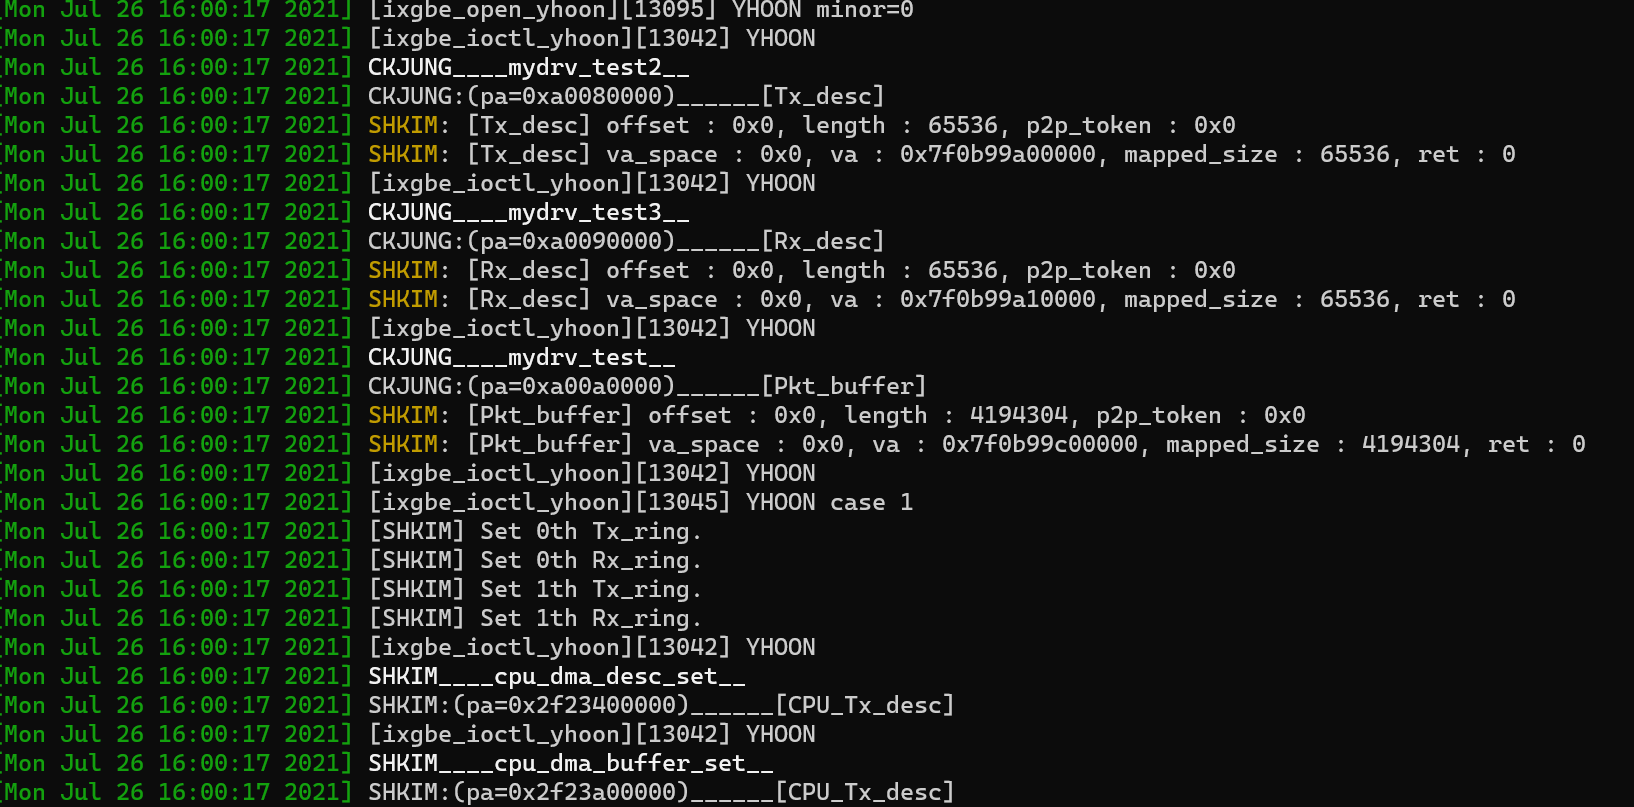 [Mon Jul 26 16:00:17 2021] [ixgbe_open_yhoon][13095] YHOON minor=0
[Mon Jul 26 16:00:17 2021] [ixgbe_ioctl_yhoon][13042] YHOON
[Mon Jul 26 16:00:17 2021] CKJUNG____mydrv_test2__
[Mon Jul 26 16:00:17 2021] CKJUNG:(pa=0xa0080000)______[Tx_desc]
[Mon Jul 26 16:00:17 2021] SHKIM: [Tx_desc] offset : 0x0, length : 65536, p2p_token : 0x0
[Mon Jul 26 16:00:17 2021] SHKIM: [Tx_desc] va_space : 0x0, va : 0x7f0b99a00000, mapped_size : 65536, ret : 0
[Mon Jul 26 16:00:17 2021] [ixgbe_ioctl_yhoon][13042] YHOON
[Mon Jul 26 16:00:17 2021] CKJUNG____mydrv_test3__
[Mon Jul 26 16:00:17 2021] CKJUNG:(pa=0xa0090000)______[Rx_desc]
[Mon Jul 26 16:00:17 2021] SHKIM: [Rx_desc] offset : 0x0, length : 65536, p2p_token : 0x0
[Mon Jul 26 16:00:17 2021] SHKIM: [Rx_desc] va_space : 0x0, va : 0x7f0b99a10000, mapped_size : 65536, ret : 0
[Mon Jul 26 16:00:17 2021] [ixgbe_ioctl_yhoon][13042] YHOON
[Mon Jul 26 16:00:17 2021] CKJUNG____mydrv_test__
[Mon Jul 26 16:00:17 2021] CKJUNG:(pa=0xa00a0000)______[Pkt_buffer]
[Mon Jul 26 16:00:17 2021] SHKIM: [Pkt_buffer] offset : 0x0, length : 4194304, p2p_token : 0x0
[Mon Jul 26 16:00:17 2021] SHKIM: [Pkt_buffer] va_space : 0x0, va : 0x7f0b99c00000, mapped_size : 4194304, ret : 0
[Mon Jul 26 16:00:17 2021] [ixgbe_ioctl_yhoon][13042] YHOON
[Mon Jul 26 16:00:17 2021] [ixgbe_ioctl_yhoon][13045] YHOON case 1
[Mon Jul 26 16:00:17 2021] [SHKIM] Set 0th Tx_ring.
[Mon Jul 26 16:00:17 2021] [SHKIM] Set 0th Rx_ring.
[Mon Jul 26 16:00:17 2021] [SHKIM] Set 1th Tx_ring.
[Mon Jul 26 16:00:17 2021] [SHKIM] Set 1th Rx_ring.
[Mon Jul 26 16:00:17 2021] [ixgbe_ioctl_yhoon][13042] YHOON
[Mon Jul 26 16:00:17 2021] SHKIM____cpu_dma_desc_set__
[Mon Jul 26 16:00:17 2021] SHKIM:(pa=0x2f23400000)______[CPU_Tx_desc]
[Mon Jul 26 16:00:17 2021] [ixgbe_ioctl_yhoon][13042] YHOON
[Mon Jul 26 16:00:17 2021] SHKIM____cpu_dma_buffer_set__
[Mon Jul 26 16:00:17 2021] SHKIM:(pa=0x2f23a00000)______[CPU_Tx_desc]